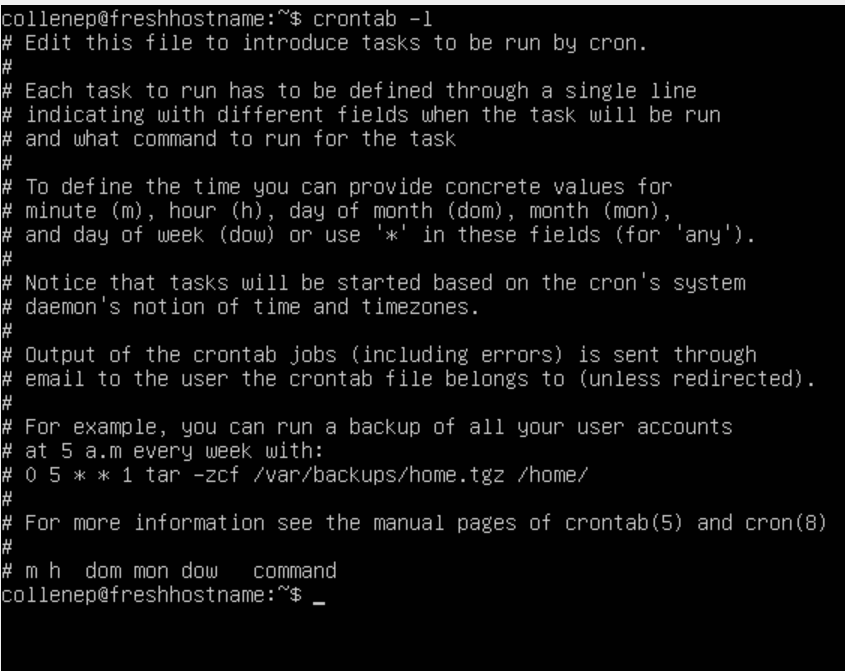 collenep@freshhostname:~$ crontab -l
# Edit this file to introduce tasks to be run by cron.
#
# Each task to run has to be defined through a single line
# indicating with different fields when the task will be run
# and what command to run for the task
#
# To define the time you can provide concrete values for
# minute (m), hour (h), day of month (dom), month (mon),
# and day of week (dow) or use '*' in these fields (for 'any').
#
# Notice that tasks will be started based on the cron's system
# daemon's notion of time and timezones.
#
# Output of the crontab jobs (including errors) is sent through
# email to the user the crontab file belongs to (unless redirected).
#
# For example, you can run a backup of all your user accounts
# at 5 a.m every week with:
# 0 5 * * 1 tar -zcf /var/backups/home.tgz /home/
#
# For more information see the manual pages of crontab(5) and cron(8)
#
# m h  dom mon dow   command
collenep@freshhostname:~$ _